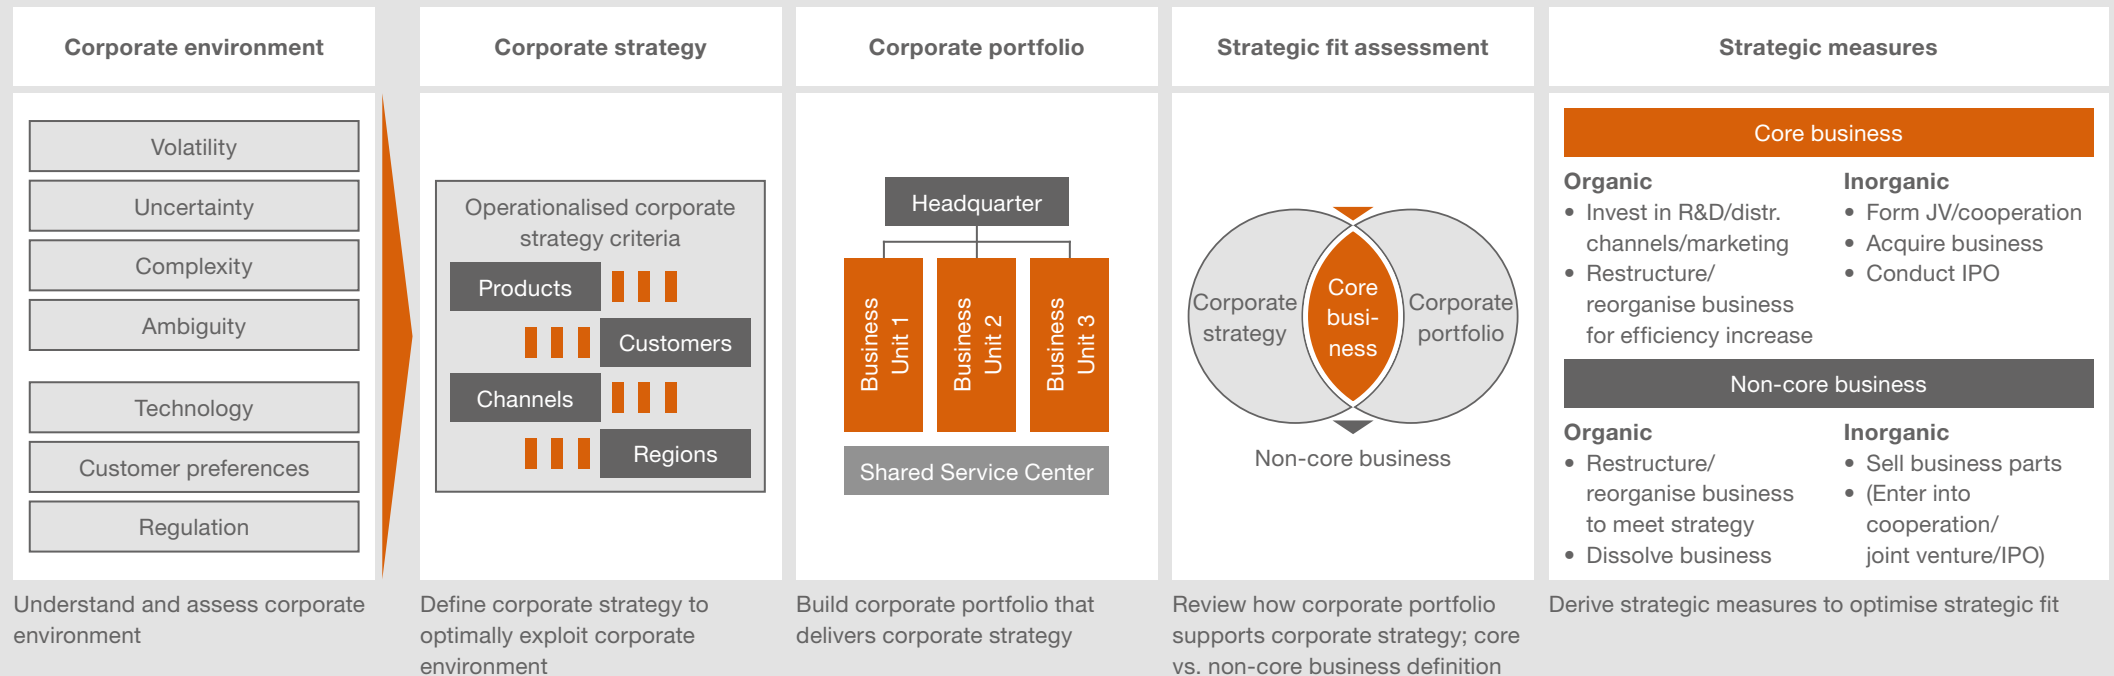 Corporate environment
Volatility
Uncertainty
Complexity
Ambiguity
Technology
Customer preferences
Regulation
Understand and assess corporate
environment
Corporate strategy
Operationalised corporate
strategy criteria
Products
Customers
Channels
Regions
Define corporate strategy to
optimally exploit corporate
environment
Corporate portfolio
Headquarter
Business
Unit 1
Business
Unit 2
Business
Unit 3
Shared Service Center
Build corporate portfolio that
delivers corporate strategy
Strategic fit assessment
Corporate
strategy
Core
busi-
ness
Corporate
portfolio
Non-core business
Review how corporate portfolio
supports corporate strategy; core
vs. non-core business definition
Strategic measures
Core business
Organic
• Invest in R&D/distr.
channels/marketing
• Restructure/
reorganise business
for efficiency increase
Inorganic
• Form JV/cooperation
• Acquire business
• Conduct IPO
Non-core business
Organic
• Restructure/
reorganise business
to meet strategy
• Dissolve business
Inorganic
• Sell business parts
• (Enter into
cooperation/
joint venture/IPO)
Derive strategic measures to optimise strategic fit